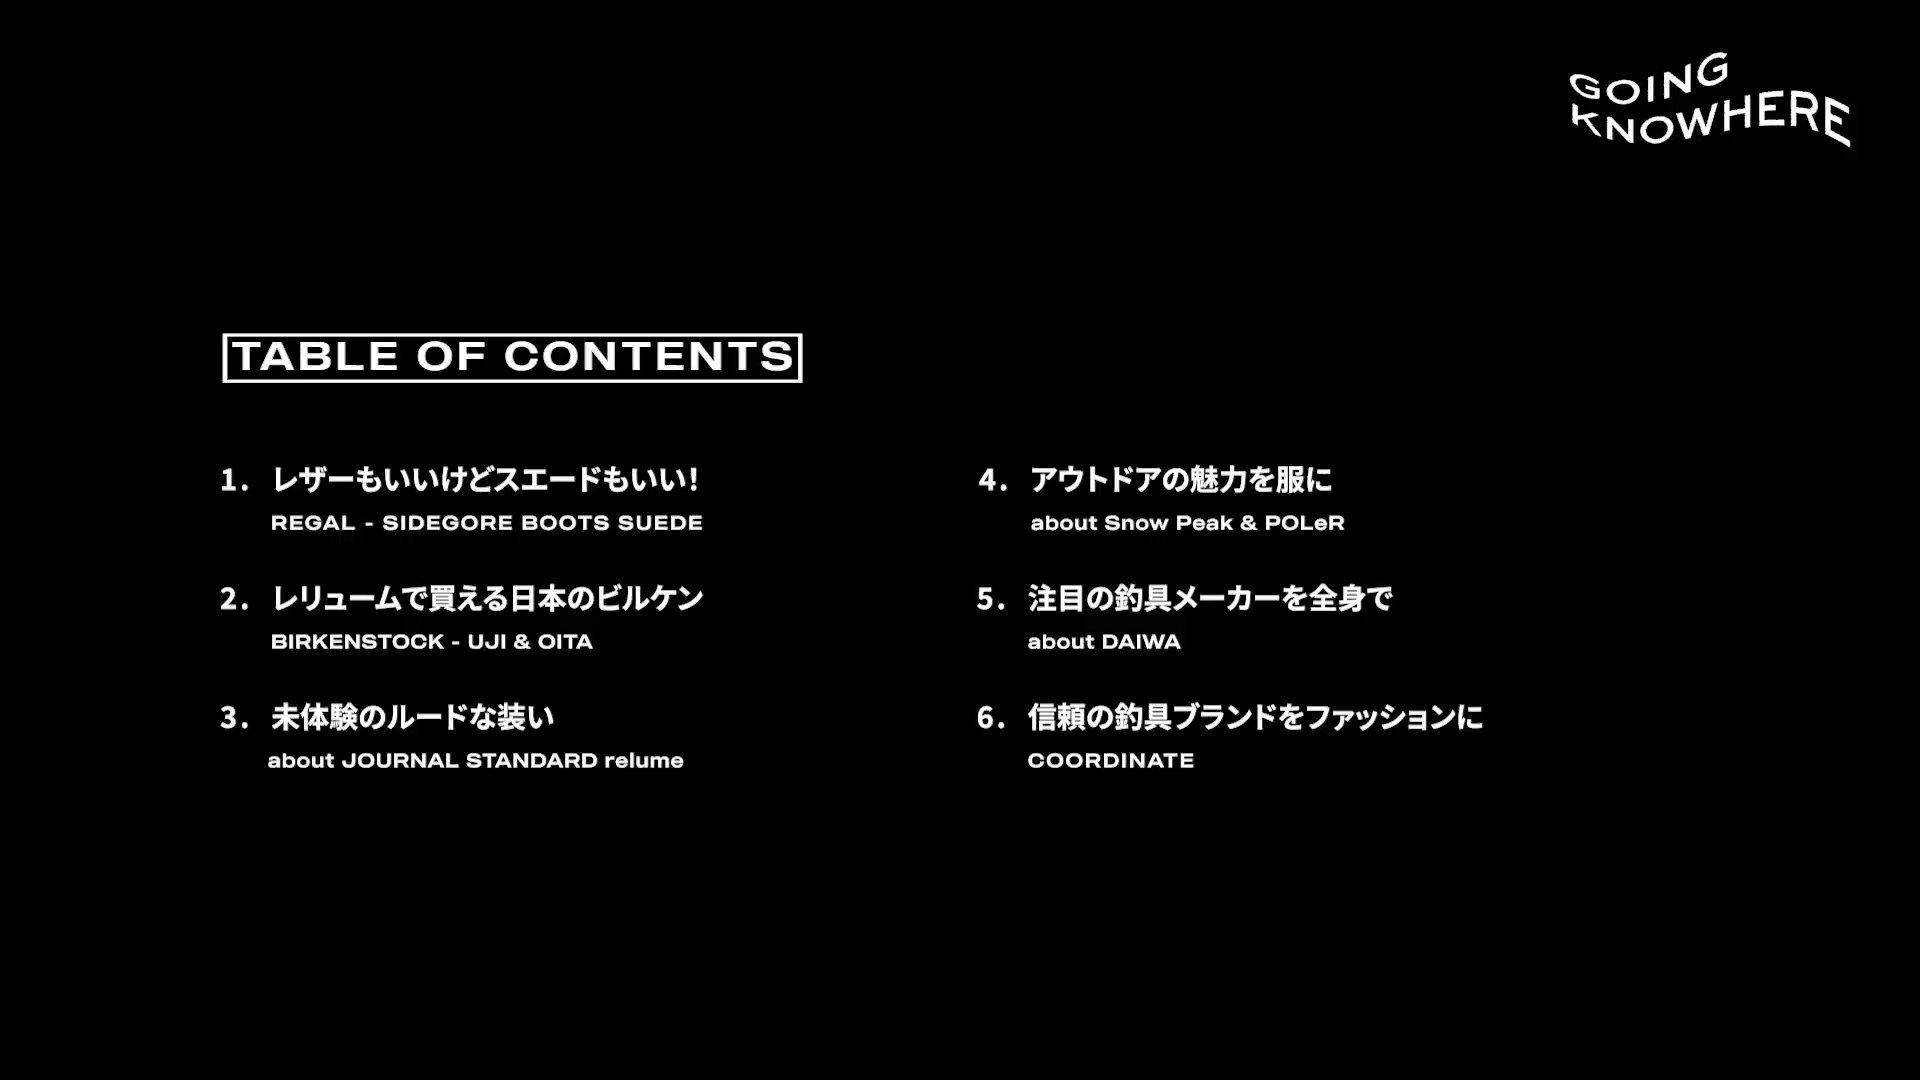 GOING
KNOWHERE
TABLE OF CONTENTS
1. レザーもいいけどスエードもいい!
REGAL - SIDEGORE BOOTS SUEDE
2. レリュームで買える日本のビルケン
BIRKENSTOCK - UJI & OITA
3. 未体験のルードな装い
about JOURNAL STANDARD relume
4. アウトドアの魅力を服に
about Snow Peak & POLeR
5. 注目の釣具メーカーを全身で
about DAIWA
6. 信頼の釣具ブランドをファッションに
COORDINATE